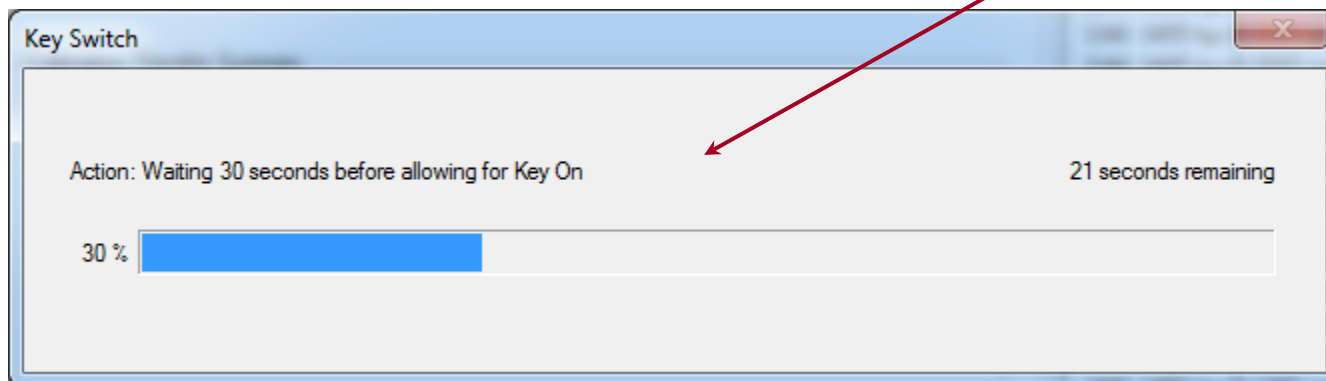 Key Switch
Action: Waiting 30 seconds before allowing for Key On
21 seconds remaining
30 %